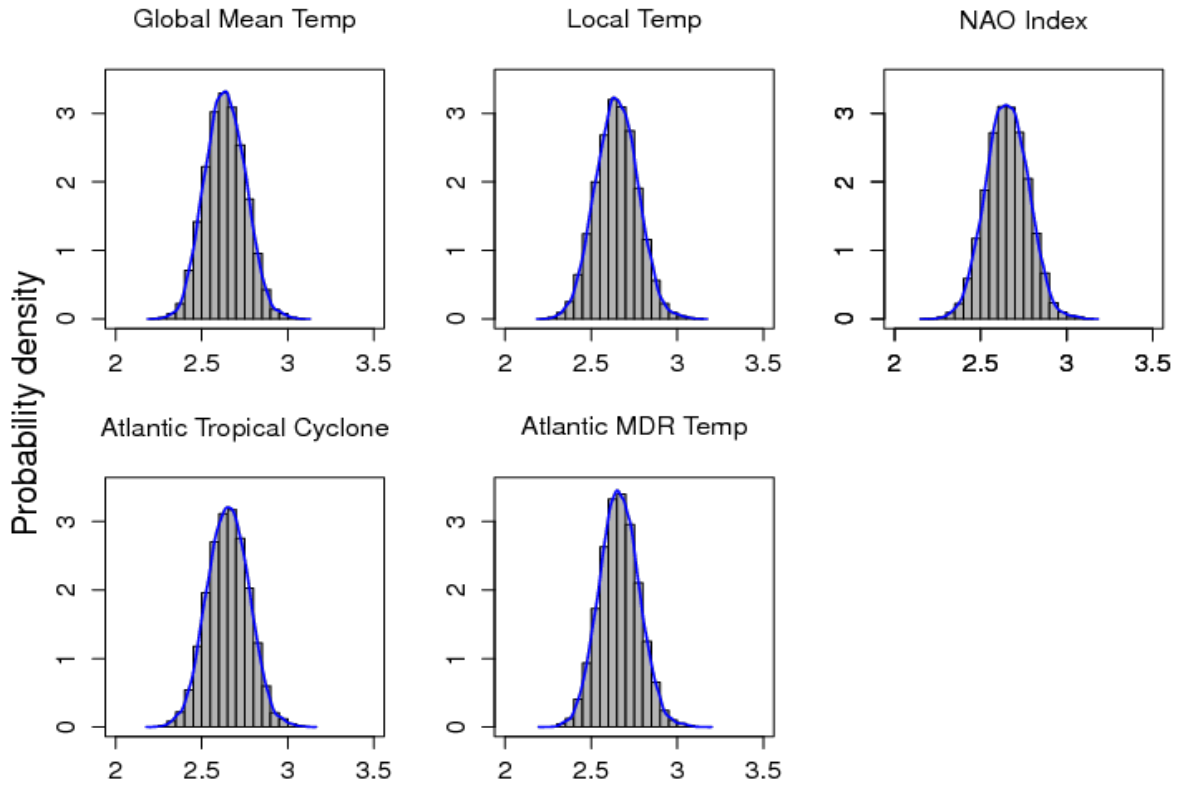 Global Mean Temp
Local Temp
NAO Index
Probability density
0 1 2 3
2 2.5 3 3.5
0 1 2 3
2 2.5 3 3.5
0 1 2 3
2 2.5 3 3.5
Atlantic Tropical Cyclone
Atlantic MDR Temp
0 1 2 3
2 2.5 3 3.5
0 1 2 3
2 2.5 3 3.5